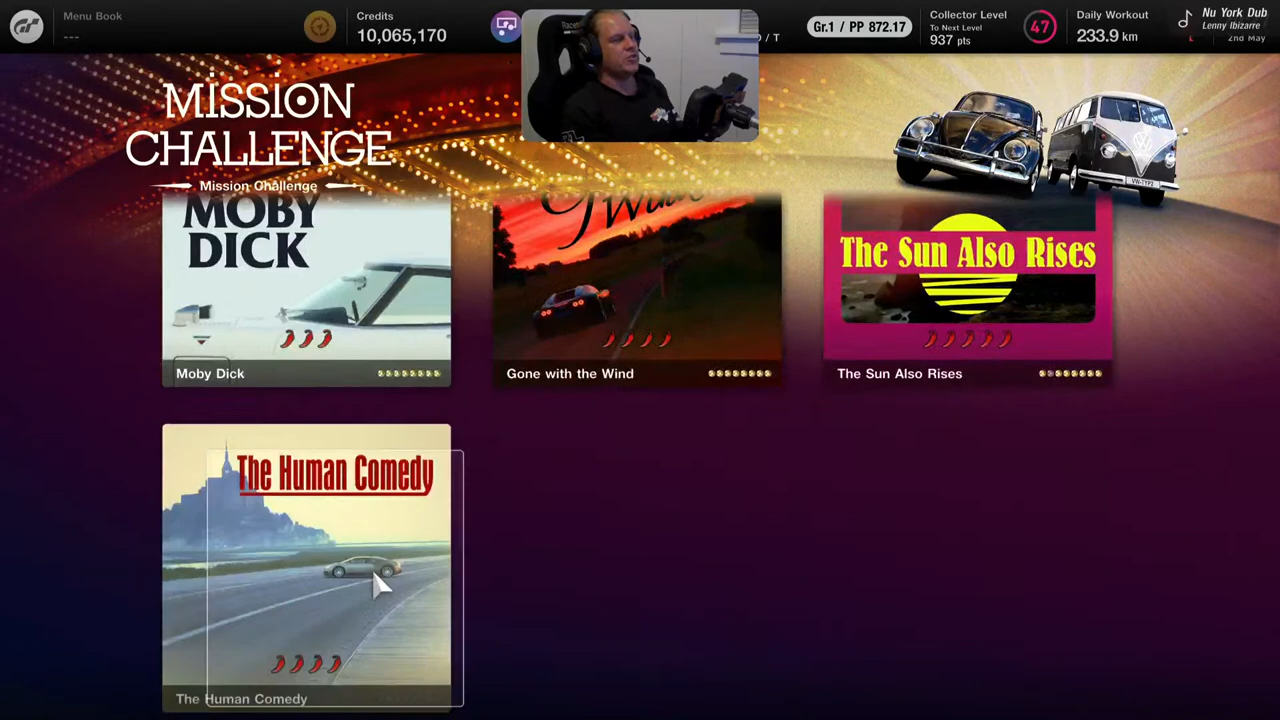 Menu Book
---
Credits
10,065,170
Gr.1 / PP 872.17
Collector Level
To Next Level
937 pts
47
Daily Workout
233.9 km
Nu York Dub
Lenny Ibizarre
2nd May
MISSION
CHALLENGE
Mission Challenge
MOBY
DICK
Moby Dick
Gone with the Wind
The Sun Also Rises
The Sun Also Rises
The Human Comedy
The Human Comedy